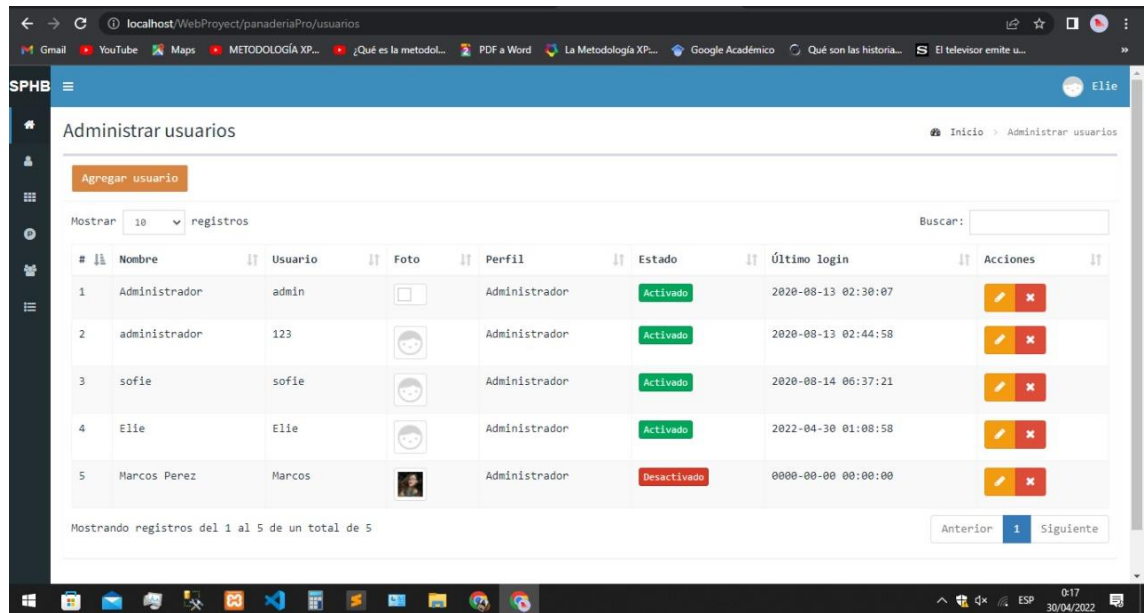 localhost/WebProyect/panaderiaPro/usuarios
Gmail YouTube Maps METODOLOGÍA XP... ¿Qué es la metodol... PDF a Word La Metodología XP:... Google Académico Qué son las historia... El televisor emite u... »
SPHB Elie
Administrar usuarios Inicio > Administrar usuarios
Agregar usuario
Mostrar 10 registros Buscar:
# Nombre Usuario Foto Perfil Estado Último login Acciones
1 Administrador admin Administrador Activado 2020-08-13 02:30:07
2 administrador 123 Administrador Activado 2020-08-13 02:44:58
3 sofie sofie Administrador Activado 2020-08-14 06:37:21
4 Elie Elie Administrador Activado 2022-04-30 01:08:58
5 Marcos Perez Marcos Administrador Desactivado 0000-00-00 00:00:00
Mostrando registros del 1 al 5 de un total de 5 Anterior 1 Siguiente
ESP 0:17
30/04/2022